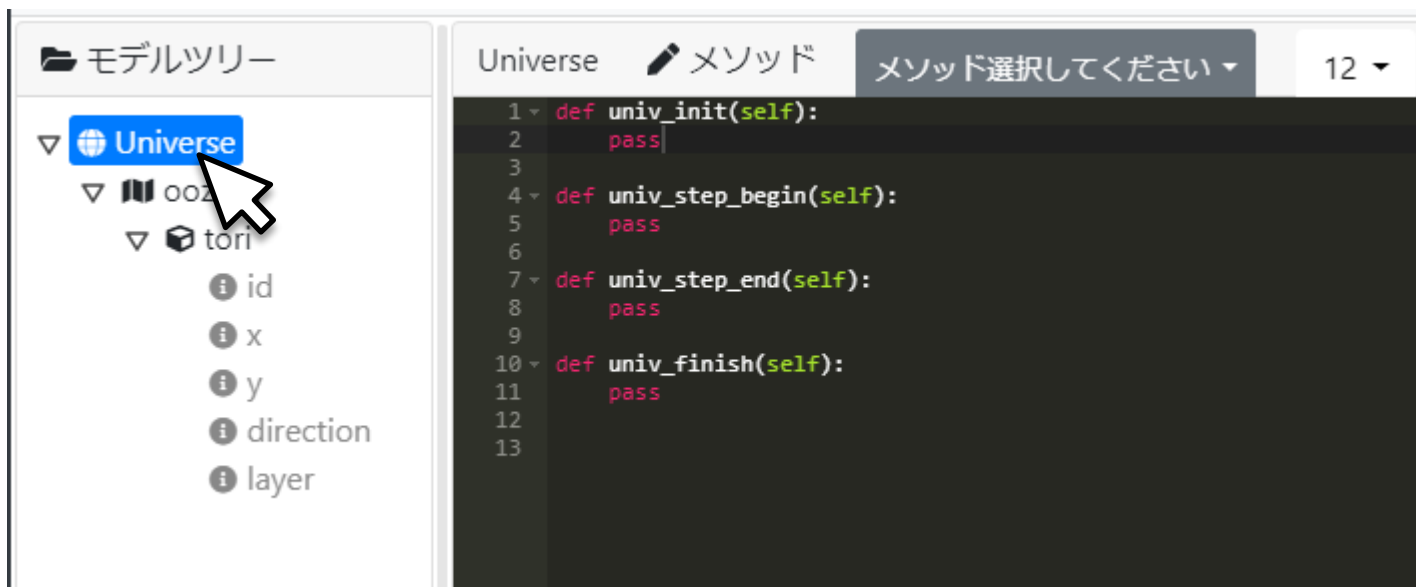 モデルツリー
Universe
tori
id
x
y
direction
layer
Universe メソッド メソッド選択してください 12
1 def univ_init(self):
2 pass
3
4 def univ_step_begin(self):
5 pass
6
7 def univ_step_end(self):
8 pass
9
10 def univ_finish(self):
11 pass
12
13